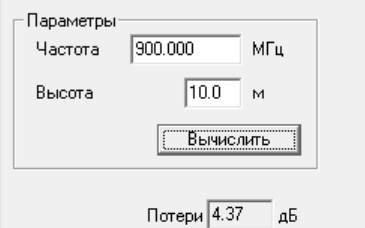 Параметры
Частота 900.000 МГц
Высота 10.0 м
Вычислить
Потери 4.37 дБ